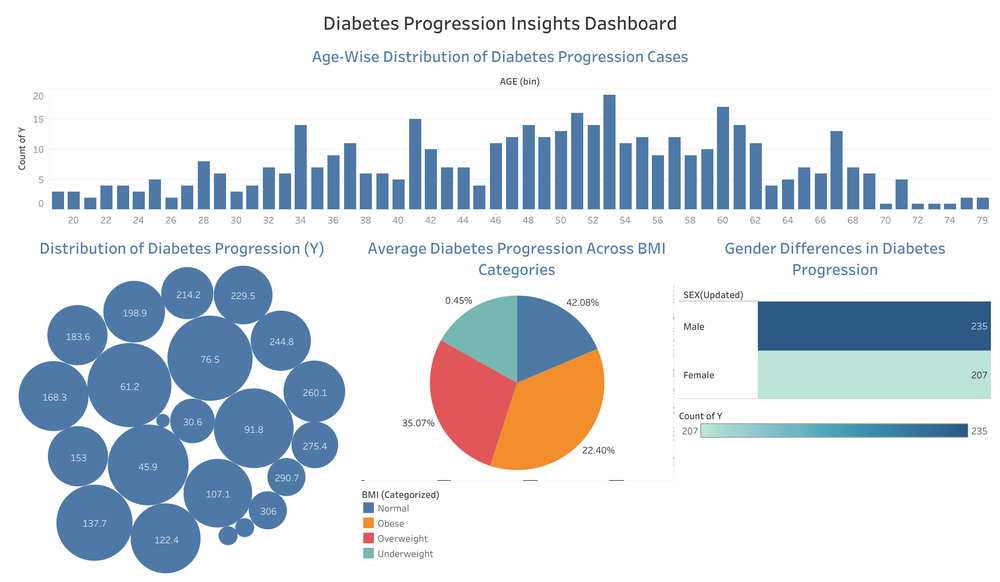 Diabetes Progression Insights Dashboard
Age-Wise Distribution of Diabetes Progression Cases
AGE (bin)
Count of Y
20
15
10
5
0
20 22 24 26 28 30 32 34 36 38 40 42 44 46 48 50 52 54 56 58 60 62 64 66 68 70 72 74 79
Distribution of Diabetes Progression (Y)
214.2
229.5
198.9
183.6
244.8
76.5
61.2
260.1
168.3
30.6
91.8
275.4
153
45.9
290.7
107.1
306
137.7
122.4
Average Diabetes Progression Across BMI
Categories
0.45%
42.08%
35.07%
22.40%
BMI (Categorized)
Normal
Obese
Overweight
Underweight
Gender Differences in Diabetes
Progression
SEX(Updated)
Male 235
Female 207
Count of Y
207 235